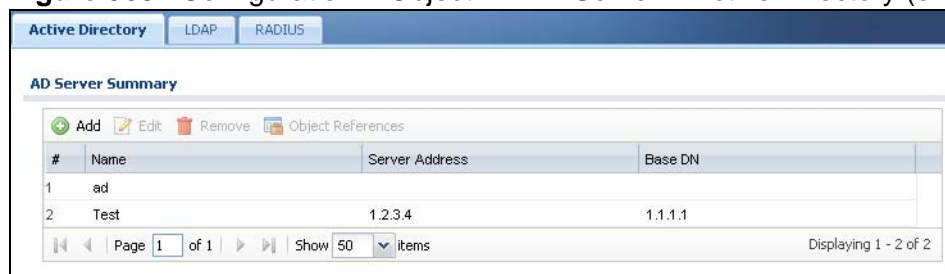 Active Directory LDAP RADIUS
AD Server Summary
Add Edit Remove Object References
# Name Server Address Base DN
1 ad
2 Test 1.2.3.4 1.1.1.1
Page 1 of 1 Show 50 items Displaying 1 - 2 of 2